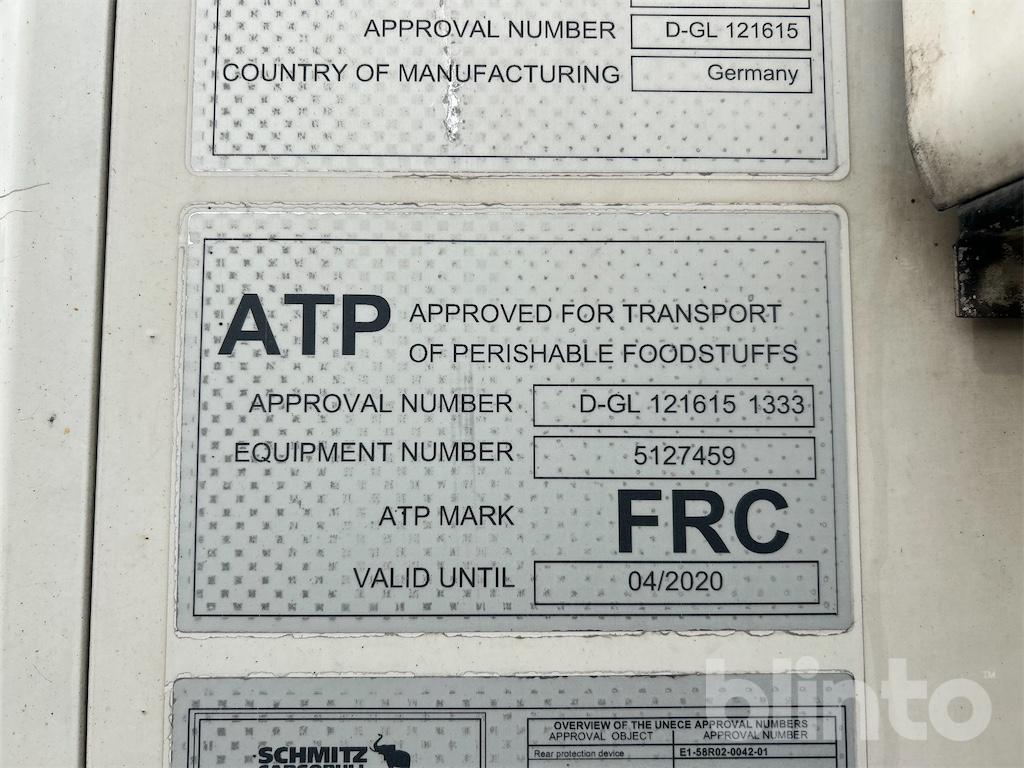 APPROVAL NUMBER D-GL 121615
COUNTRY OF MANUFACTURING Germany
ATP APPROVED FOR TRANSPORT
OF PERISHABLE FOODSTUFFS
APPROVAL NUMBER D-GL 121615 1333
EQUIPMENT NUMBER 5127459
ATP MARK FRC
VALID UNTIL 04/2020
blinto™
OVERVIEW OF THE UNECE APPROVAL NUMBERS
APPROVAL OBJECT APPROVAL NUMBER
Rear protection device E1-58R02-0042-01
SCHMITZ
CARGOBULL